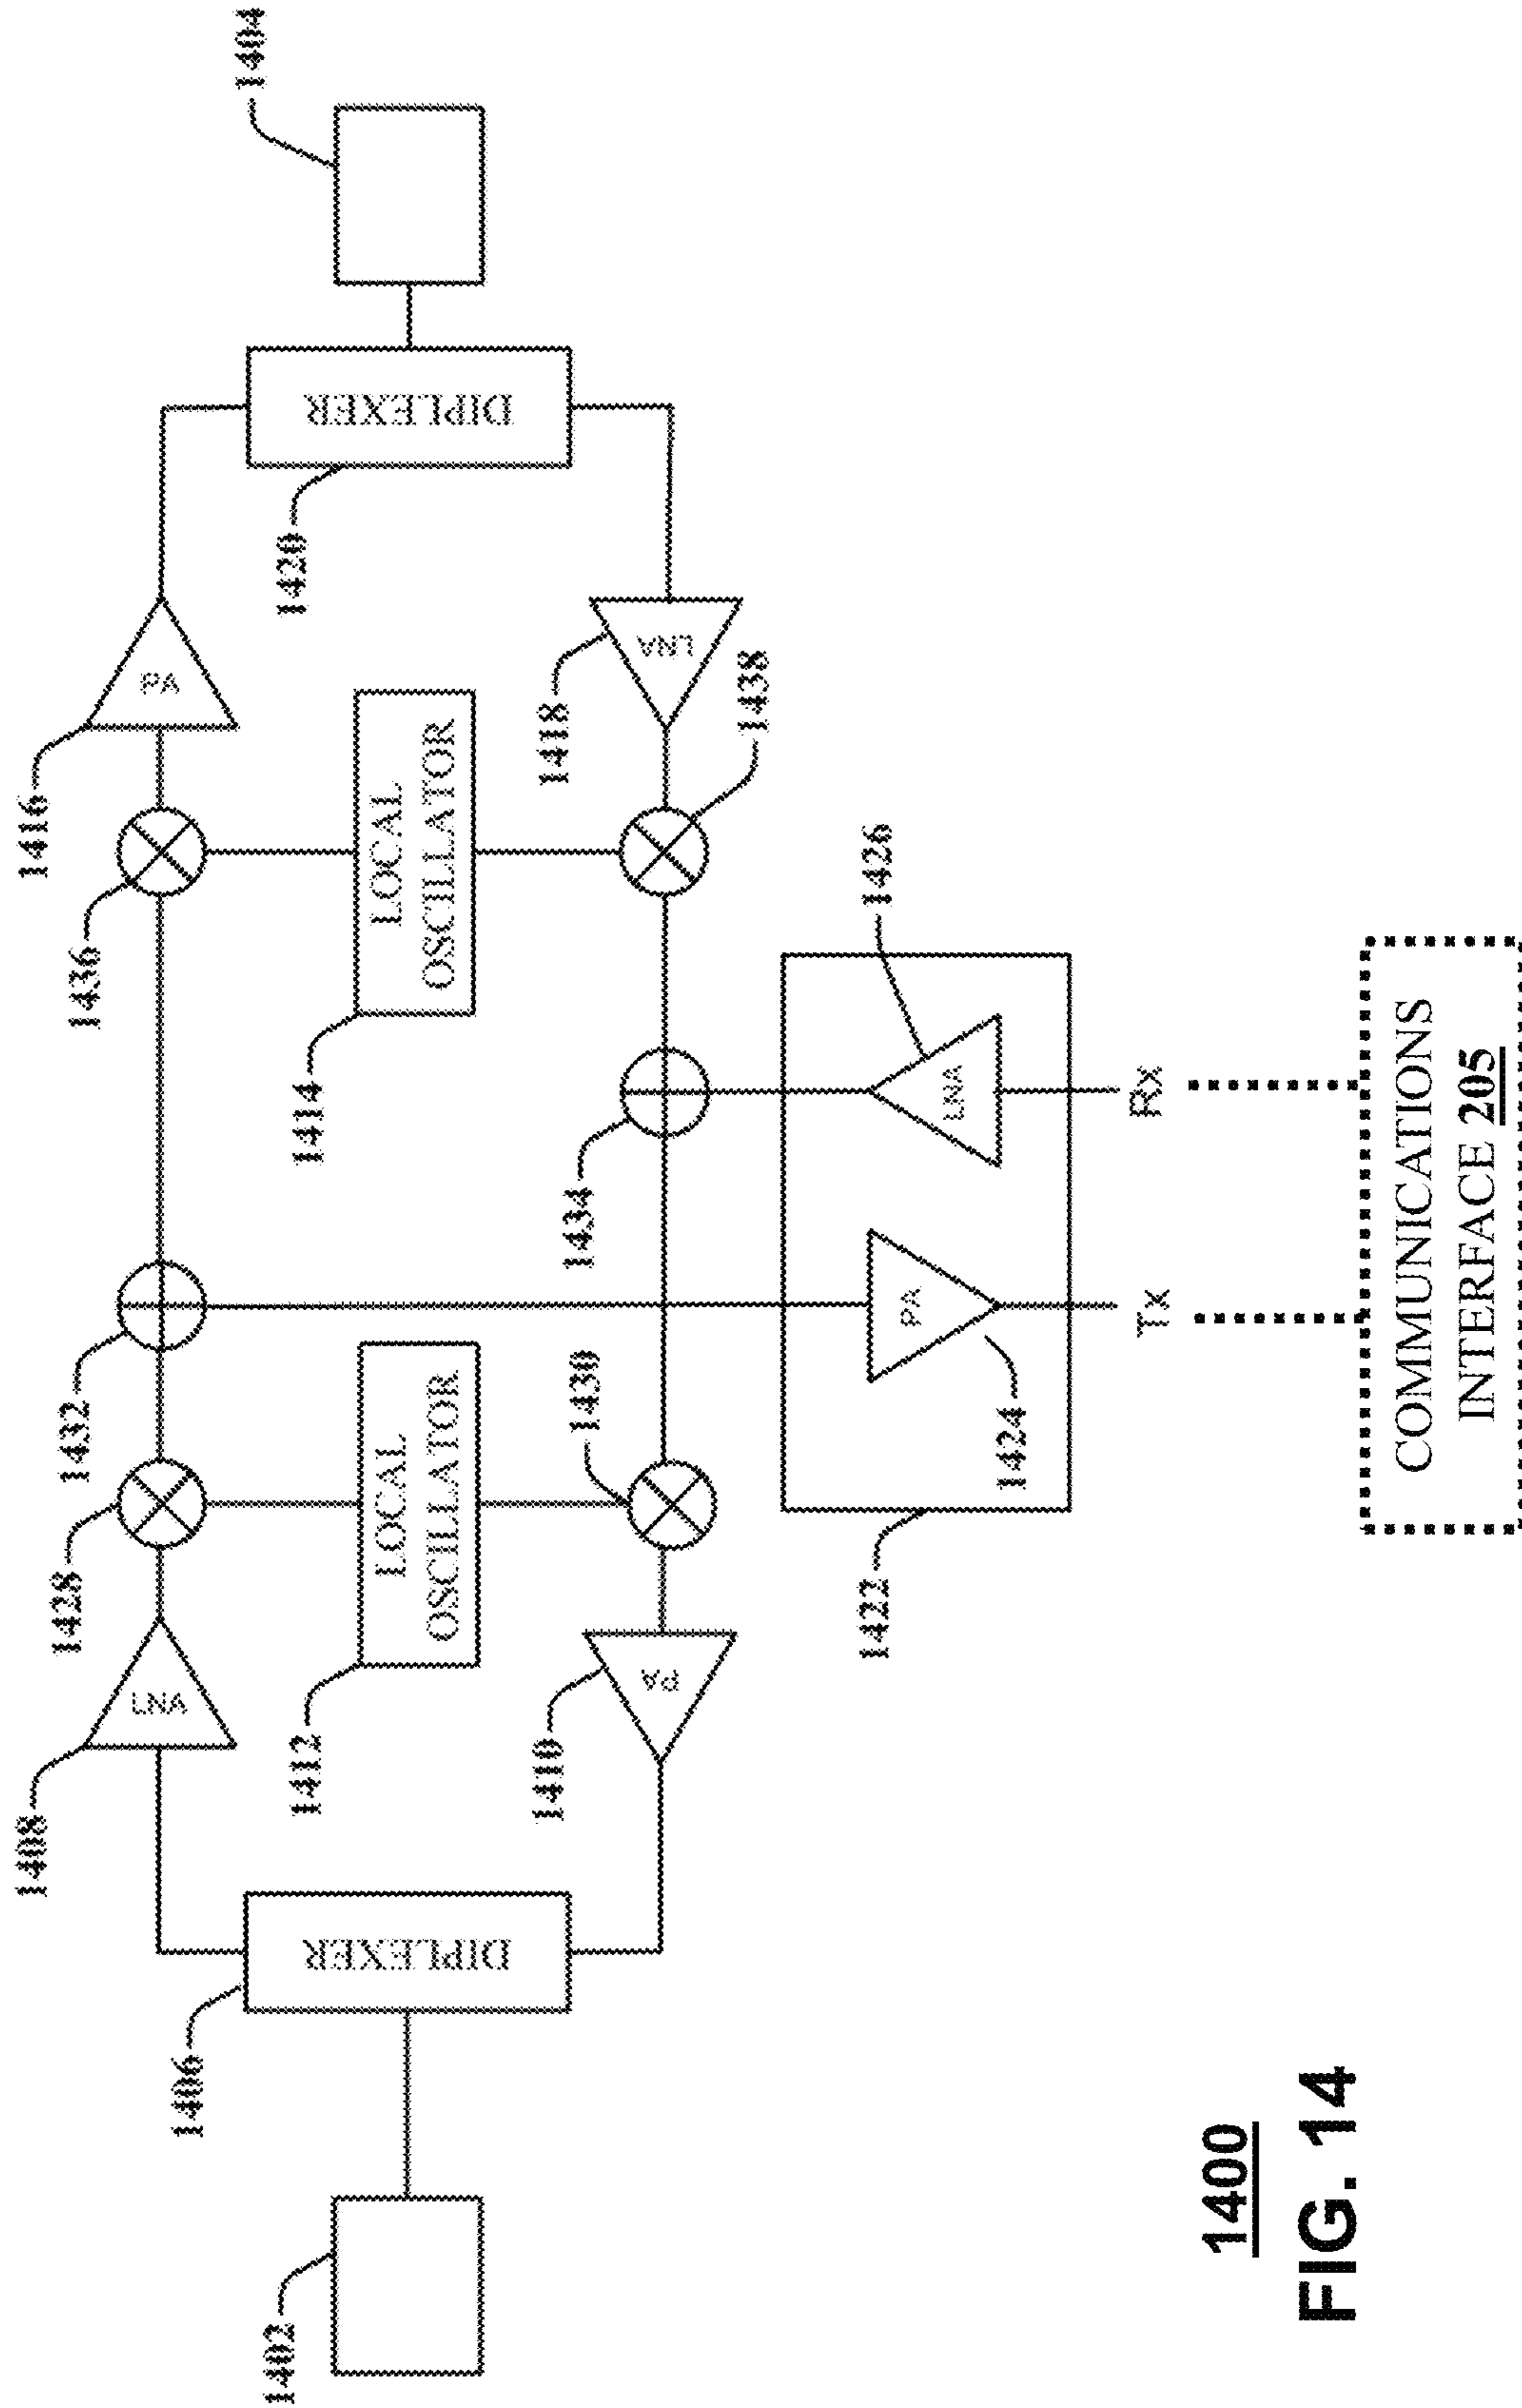 1404
1416
PA
DIPLEXER
1420
1436
LOCAL
OSCILLATOR
1414
LNA
1418
1438
1432
1434
1426
LNA
Rx
1428
LOCAL
OSCILLATOR
1412
1430
PA
1424
Tx
1422
COMMUNICATIONS
INTERFACE 205
1408
LNA
PA
1410
DIPLEXER
1406
1402
1400
FIG. 14